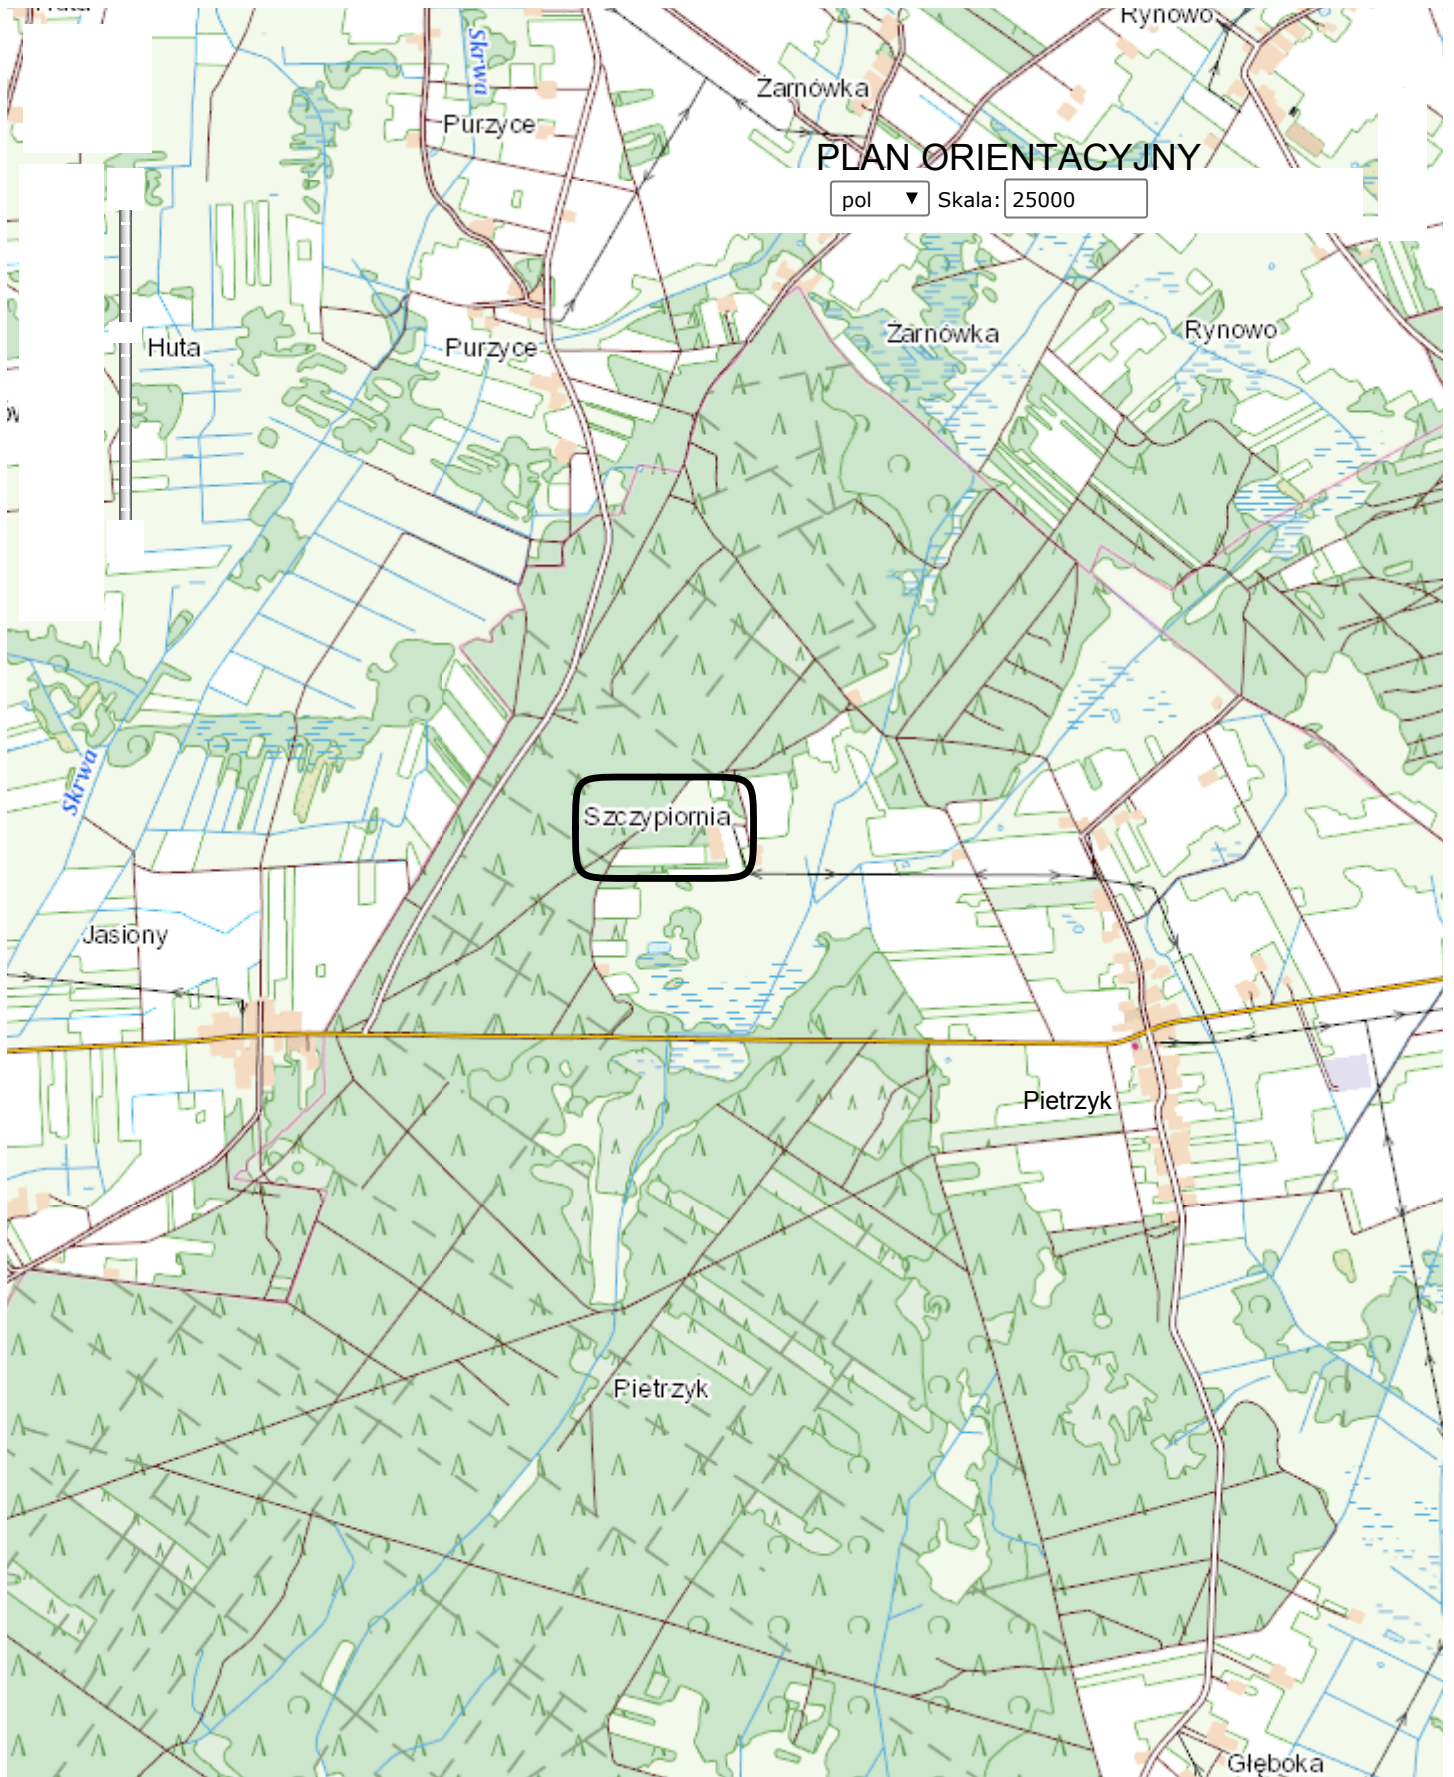 Rynowo
Skrwa
Żarnówka
Purzyce
PLAN ORIENTACYJNY
pol ▼ Skala: 25000
Żarnówka
Rynowo
Huta
Purzyce
Skrwa
Szczypiornia
Jasiony
Pietrzyk
Pietrzyk
Głęboka